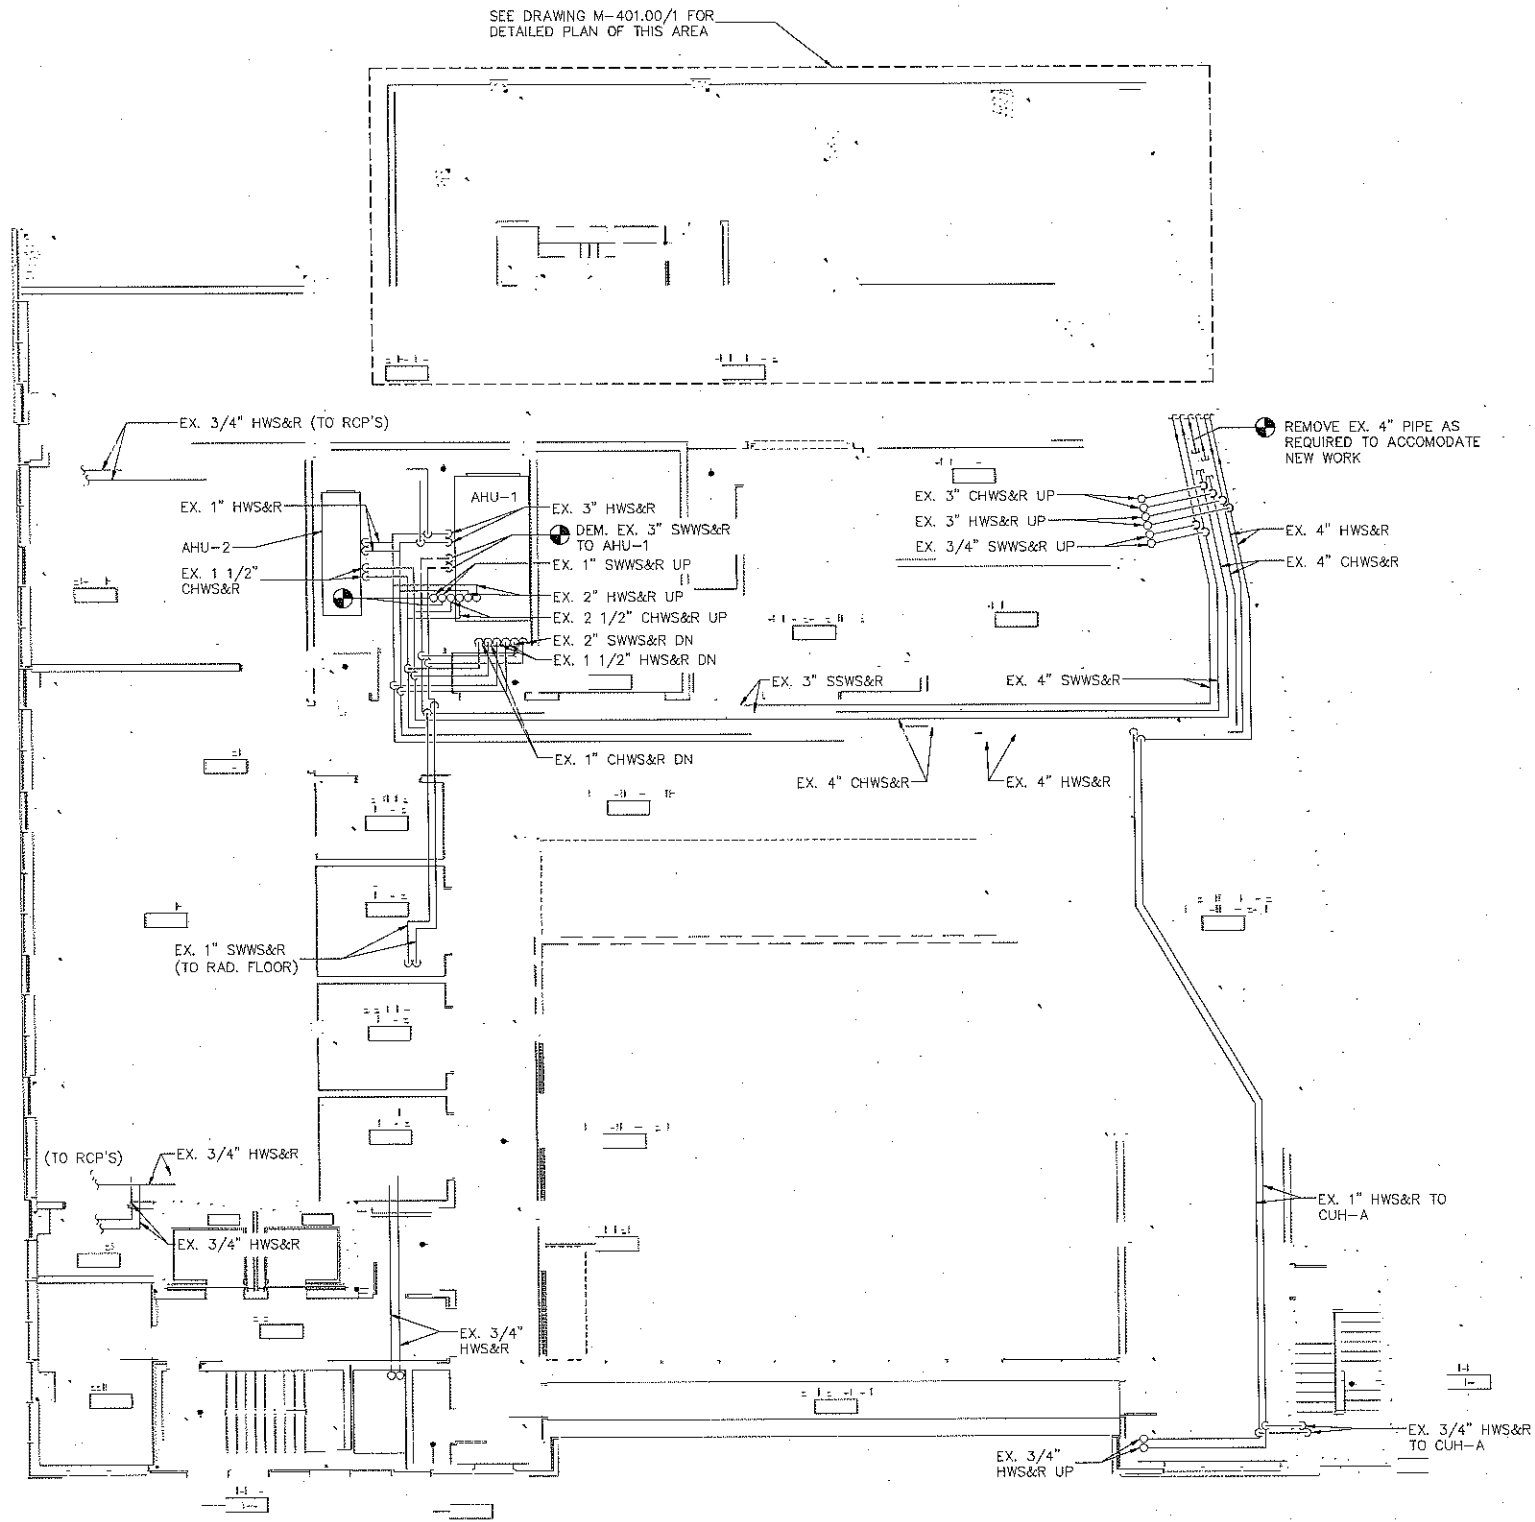 SEE DRAWING M-401.00/1 FOR
DETAILED PLAN OF THIS AREA
EX. 3/4" HWS&R (TO RCP'S)
REMOVE EX. 4" PIPE AS
REQUIRED TO ACCOMODATE
NEW WORK
EX. 1" HWS&R
AHU-2
EX. 1 1/2"
CHWS&R
AHU-1
EX. 3" HWS&R
DEM. EX. 3" SWWS&R
TO AHU-1
EX. 1" SWWS&R UP
EX. 2" HWS&R UP
EX. 2 1/2" CHWS&R UP
EX. 2" SWWS&R DN
EX. 1 1/2" HWS&R DN
EX. 3" CHWS&R UP
EX. 3" HWS&R UP
EX. 3/4" SWWS&R UP
EX. 4" HWS&R
EX. 4" CHWS&R
EX. 3" SSWS&R
EX. 4" SWWS&R
EX. 1" CHWS&R DN
EX. 4" CHWS&R
EX. 4" HWS&R
EX. 1" SWWS&R
(TO RAD. FLOOR)
(TO RCP'S)
EX. 3/4" HWS&R
EX. 3/4" HWS&R
EX. 1" HWS&R TO
CUH-A
EX. 3/4"
HWS&R
EX. 3/4" HWS&R
TO CUH-A
EX. 3/4"
HWS&R UP